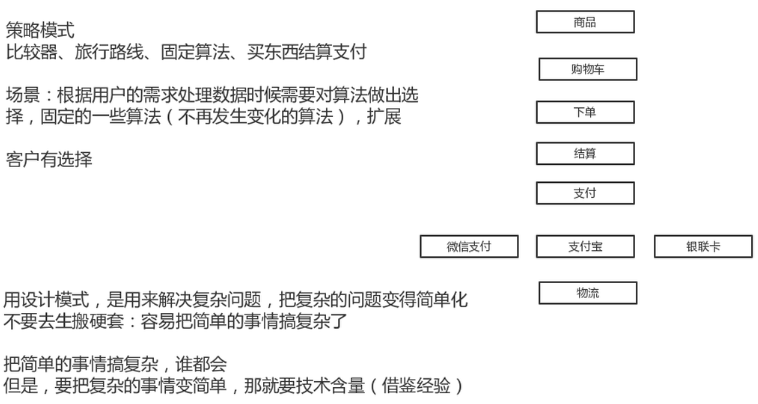 策略模式
比较器、旅行路线、固定算法、买东西结算支付
场景：根据用户的需求处理数据时候需要对算法做出选
择，固定的一些算法（不再发生变化的算法），扩展
客户有选择
商品
购物车
下单
结算
支付
微信支付
支付宝
银联卡
物流
用设计模式，是用来解决复杂问题，把复杂的问题变得简单化
不要去生搬硬套：容易把简单的事情搞复杂了
把简单的事情搞复杂，谁都会
但是，要把复杂的事情变简单，那就要技术含量（借鉴经验）